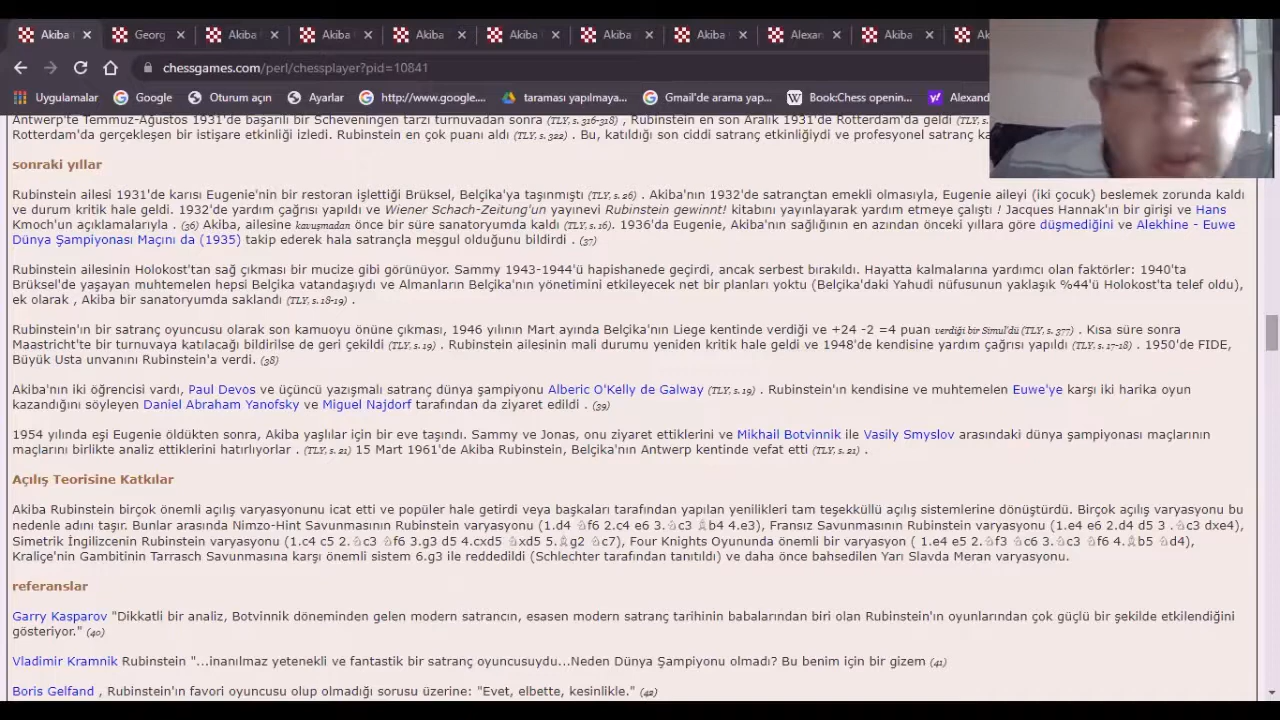 Akiba
Georg
Akiba
Akiba
Akiba
Akiba
Akiba
Akiba
Alexan
Akiba
Ak
chessgames.com/perl/chessplayer?pid=10841
Uygulamalar
Google
Oturum açın
Ayarlar
http://www.google....
taraması yapılmaya...
Gmail'de arama yap...
Book:Chess openin...
Alexand
Antwerp'te Temmuz-Ağustos 1931'de başarılı bir Scheveningen tarzı turnuvadan sonra (TLY, s. 316-318) , Rubinstein en son Aralık 1931'de Rotterdam'da geldi (TLY, s.
Rotterdam'da gerçekleşen bir istişare etkinliği izledi. Rubinstein en çok puanı aldı (TLY, s. 322) . Bu, katıldığı son ciddi satranç etkinliğiydi ve profesyonel satranç ka
sonraki yıllar
Rubinstein ailesi 1931'de karısı Eugenie'nin bir restoran işlettiği Brüksel, Belçika'ya taşınmıştı (TLY, s. 26) . Akiba'nın 1932'de satrançtan emekli olmasıyla, Eugenie aileyi (iki çocuk) beslemek zorunda kaldı
ve durum kritik hale geldi. 1932'de yardım çağrısı yapıldı ve Wiener Schach-Zeitung'un yayınevi Rubinstein gewinnt! kitabını yayınlayarak yardım etmeye çalıştı ! Jacques Hannak'ın bir girişi ve Hans
Kmoch'un açıklamalarıyla . (36) Akiba, ailesine kavuşmadan önce bir süre sanatoryumda kaldı (TLY, s. 16). 1936'da Eugenie, Akiba'nın sağlığının en azından önceki yıllara göre düşmediğini ve Alekhine - Euwe
Dünya Şampiyonası Maçını da (1935) takip ederek hala satrançla meşgul olduğunu bildirdi . (37)
Rubinstein ailesinin Holokost'tan sağ çıkması bir mucize gibi görünüyor. Sammy 1943-1944'ü hapishanede geçirdi, ancak serbest bırakıldı. Hayatta kalmalarına yardımcı olan faktörler: 1940'ta
Brüksel'de yaşayan muhtemelen hepsi Belçika vatandaşıydı ve Almanların Belçika'nın yönetimini etkileyecek net bir planları yoktu (Belçika'daki Yahudi nüfusunun yaklaşık %44'ü Holokost'ta telef oldu),
ek olarak , Akiba bir sanatoryumda saklandı (TLY, s. 18-19) .
Rubinstein'ın bir satranç oyuncusu olarak son kamuoyu önüne çıkması, 1946 yılının Mart ayında Belçika'nın Liege kentinde verdiği ve +24 -2 =4 puan verdiği bir Simul'dü (TLY, s. 377) . Kısa süre sonra
Maastricht'te bir turnuvaya katılacağı bildirilse de geri çekildi (TLY, s. 19) . Rubinstein ailesinin mali durumu yeniden kritik hale geldi ve 1948'de kendisine yardım çağrısı yapıldı (TLY, s. 17-18) . 1950'de FIDE,
Büyük Usta unvanını Rubinstein'a verdi. (38)
Akiba'nın iki öğrencisi vardı, Paul Devos ve üçüncü yazışmalı satranç dünya şampiyonu Alberic O'Kelly de Galway (TLY, s. 19) . Rubinstein'ın kendisine ve muhtemelen Euwe'ye karşı iki harika oyun
kazandığını söyleyen Daniel Abraham Yanofsky ve Miguel Najdorf tarafından da ziyaret edildi . (39)
1954 yılında eşi Eugenie öldükten sonra, Akiba yaşlılar için bir eve taşındı. Sammy ve Jonas, onu ziyaret ettiklerini ve Mikhail Botvinnik ile Vasily Smyslov arasındaki dünya şampiyonası maçlarının
maçlarını birlikte analiz ettiklerini hatırlıyorlar . (TLY, s. 21) 15 Mart 1961'de Akiba Rubinstein, Belçika'nın Antwerp kentinde vefat etti (TLY, s. 21) .
Açılış Teorisine Katkılar
Akiba Rubinstein birçok önemli açılış varyasyonunu icat etti ve popüler hale getirdi veya başkaları tarafından yapılan yenilikleri tam teşekküllü açılış sistemlerine dönüştürdü. Birçok açılış varyasyonu bu
nedenle adını taşır. Bunlar arasında Nimzo-Hint Savunmasının Rubinstein varyasyonu (1.d4 ♘f6 2.c4 e6 3.♘c3 ♗b4 4.e3), Fransız Savunmasının Rubinstein varyasyonu (1.e4 e6 2.d4 d5 3 .♘c3 dxe4),
Simetrik İngilizcenin Rubinstein varyasyonu (1.c4 c5 2.♘c3 ♘f6 3.g3 d5 4.cxd5 ♘xd5 5.♗g2 ♘c7), Four Knights Oyununda önemli bir varyasyon ( 1.e4 e5 2.♘f3 ♘c6 3.♘c3 ♘f6 4.♗b5 ♘d4),
Kraliçe'nin Gambitinin Tarrasch Savunmasına karşı önemli sistem 6.g3 ile reddedildi (Schlechter tarafından tanıtıldı) ve daha önce bahsedilen Yarı Slavda Meran varyasyonu.
referanslar
Garry Kasparov "Dikkatli bir analiz, Botvinnik döneminden gelen modern satrancın, esasen modern satranç tarihinin babalarından biri olan Rubinstein'ın oyunlarından çok güçlü bir şekilde etkilendiğini
gösteriyor." (40)
Vladimir Kramnik Rubinstein "...inanılmaz yetenekli ve fantastik bir satranç oyuncusuydu...Neden Dünya Şampiyonu olmadı? Bu benim için bir gizem (41)
Boris Gelfand , Rubinstein'ın favori oyuncusu olup olmadığı sorusu üzerine: "Evet, elbette, kesinlikle." (42)